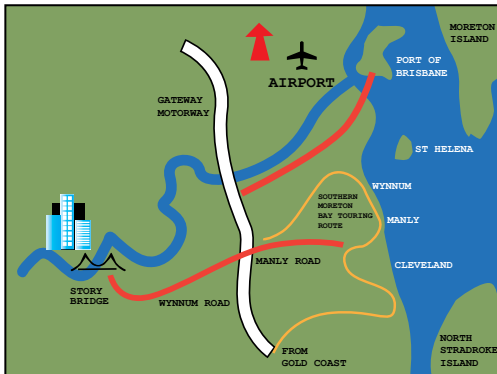 MORETON
ISLAND
PORT OF
BRISBANE
AIRPORT
GATEWAY
MOTORWAY
ST HELENA
WYNNUM
SOUTHERN
MORETON
BAY TOURING
ROUTE
MANLY
MANLY ROAD
CLEVELAND
STORY
BRIDGE
WYNNUM ROAD
FROM
GOLD COAST
NORTH
STRADROKE
ISLAND